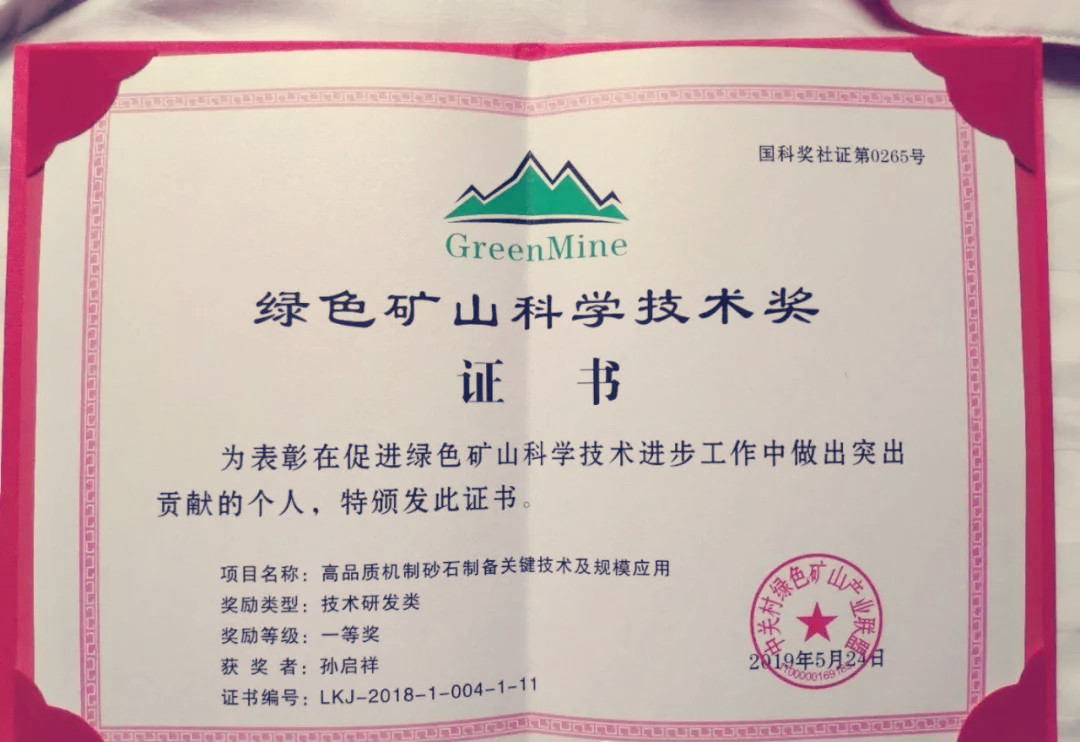 国科奖社证第0265号
GreenMine
绿色矿山科学技术奖
证 书
为表彰在促进绿色矿山科学技术进步工作中做出突出
贡献的个人，特颁发此证书。
项目名称：高品质机制砂石制备关键技术及规模应用
奖励类型：技术研发类
奖励等级：一等奖
获 奖 者：孙启祥
证书编号：LKJ-2018-1-004-1-11
中关村绿色矿山产业联盟
2019年5月24日